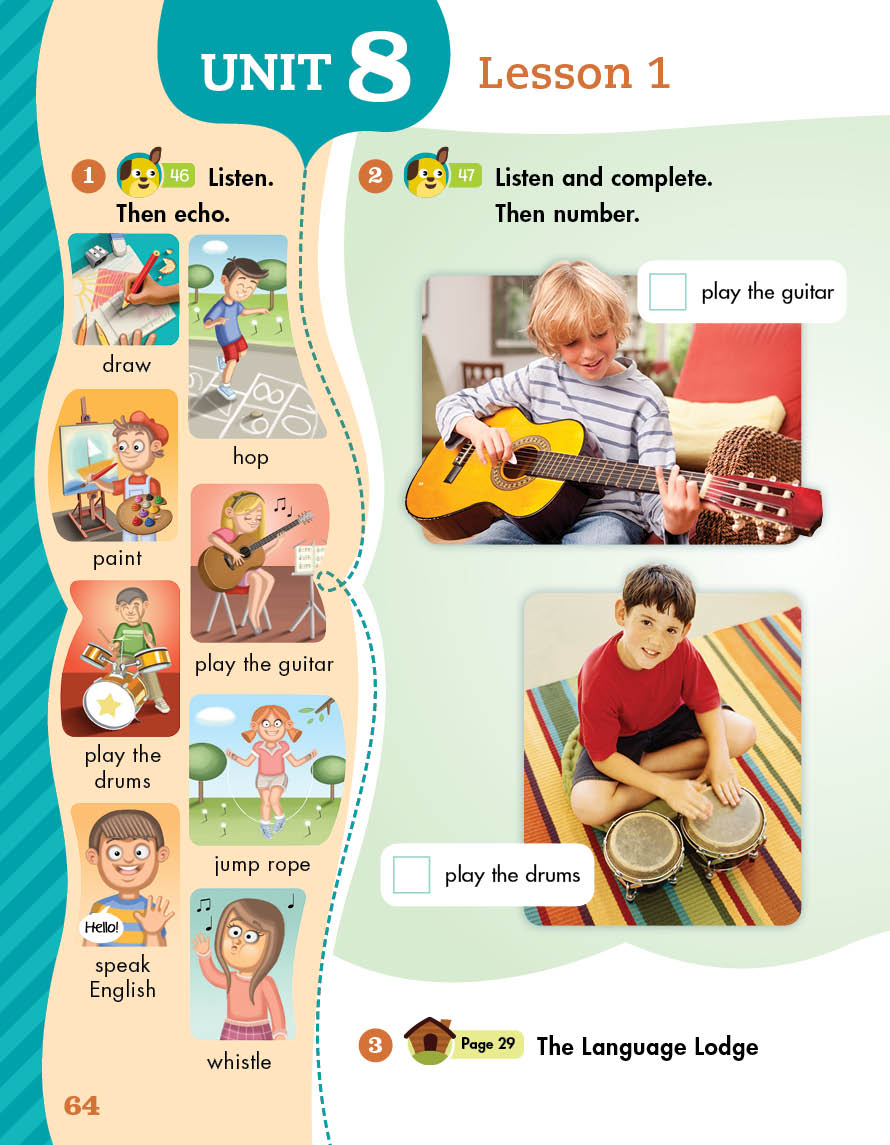 UNIT 8
Lesson 1
1 46 Listen.
Then echo.
draw
hop
paint
play the guitar
play the
drums
jump rope
Hello!
speak
English
whistle
2 47 Listen and complete.
Then number.
play the guitar
play the drums
3 Page 29 The Language Lodge
64